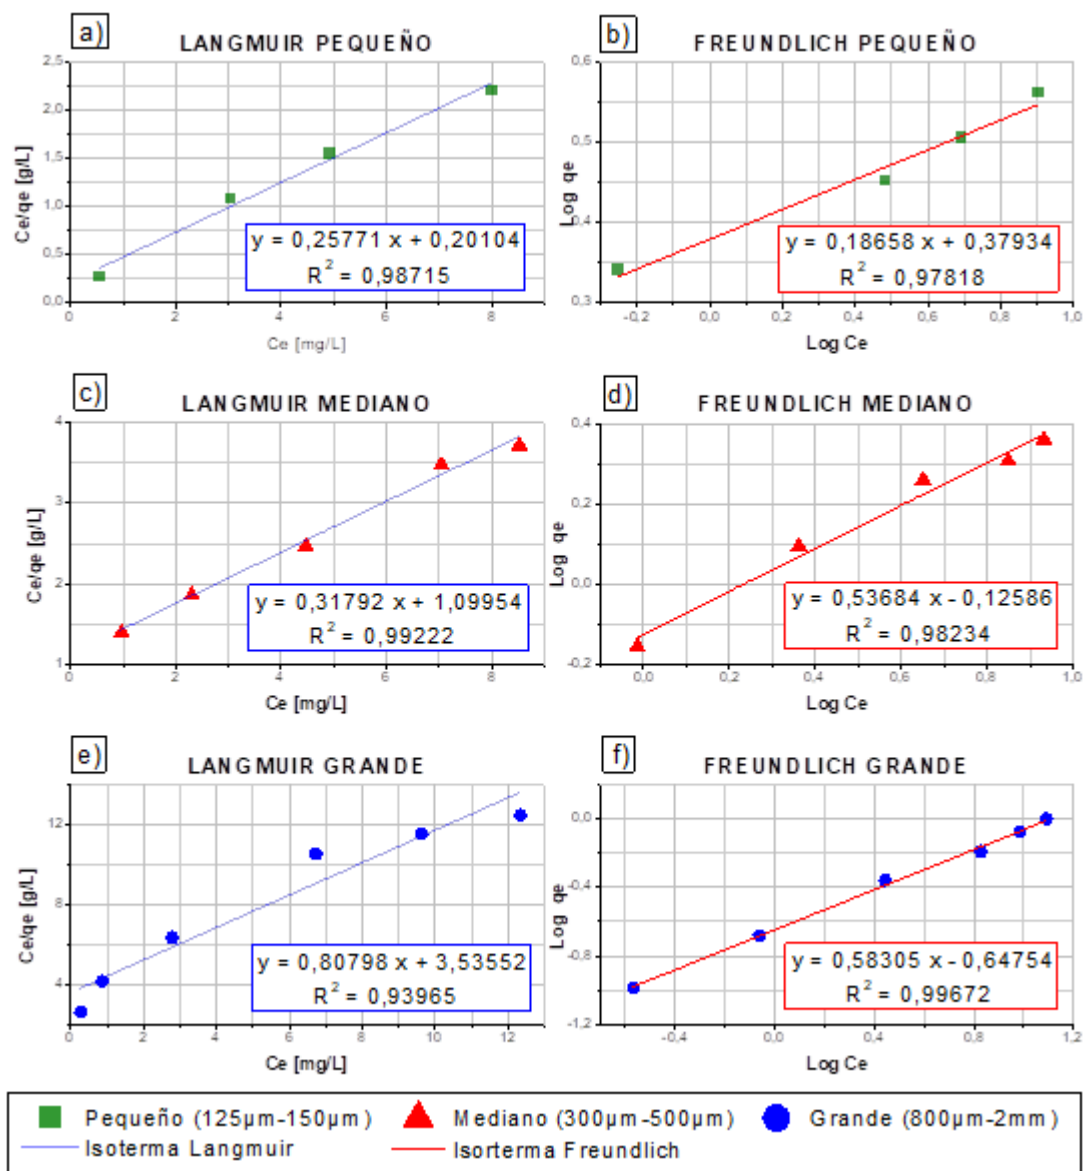 a)
LANGMUIR PEQUEÑO
2,5
2,0
1,5
1,0
0,5
0,0
Ce/qe [g/L]
y = 0,25771 x + 0,20104
R² = 0,98715
0 2 4 6 8
Ce [mg/L]
b)
FREUNDLICH PEQUEÑO
0,6
0,5
0,4
0,3
Log qe
y = 0,18658 x + 0,37934
R² = 0,97818
-0,2 0,0 0,2 0,4 0,6 0,8 1,0
Log Ce
c)
LANGMUIR MEDIANO
4
3
2
1
Ce/qe [g/L]
y = 0,31792 x + 1,09954
R² = 0,99222
0 2 4 6 8
Ce [mg/L]
d)
FREUNDLICH MEDIANO
0,4
0,2
0,0
-0,2
Log qe
y = 0,53684 x - 0,12586
R² = 0,98234
0,0 0,2 0,4 0,6 0,8 1,0
Log Ce
e)
LANGMUIR GRANDE
12
8
4
Ce/qe [g/L]
y = 0,80798 x + 3,53552
R² = 0,93965
0 2 4 6 8 10 12
Ce [mg/L]
f)
FREUNDLICH GRANDE
0,0
-0,4
-0,8
-1,2
Log qe
y = 0,58305 x - 0,64754
R² = 0,99672
-0,4 0,0 0,4 0,8 1,2
Log Ce
Pequeño (125µm-150µm) Mediano (300µm-500µm) Grande (800µm-2mm)
Isoterma Langmuir Isorterma Freundlich